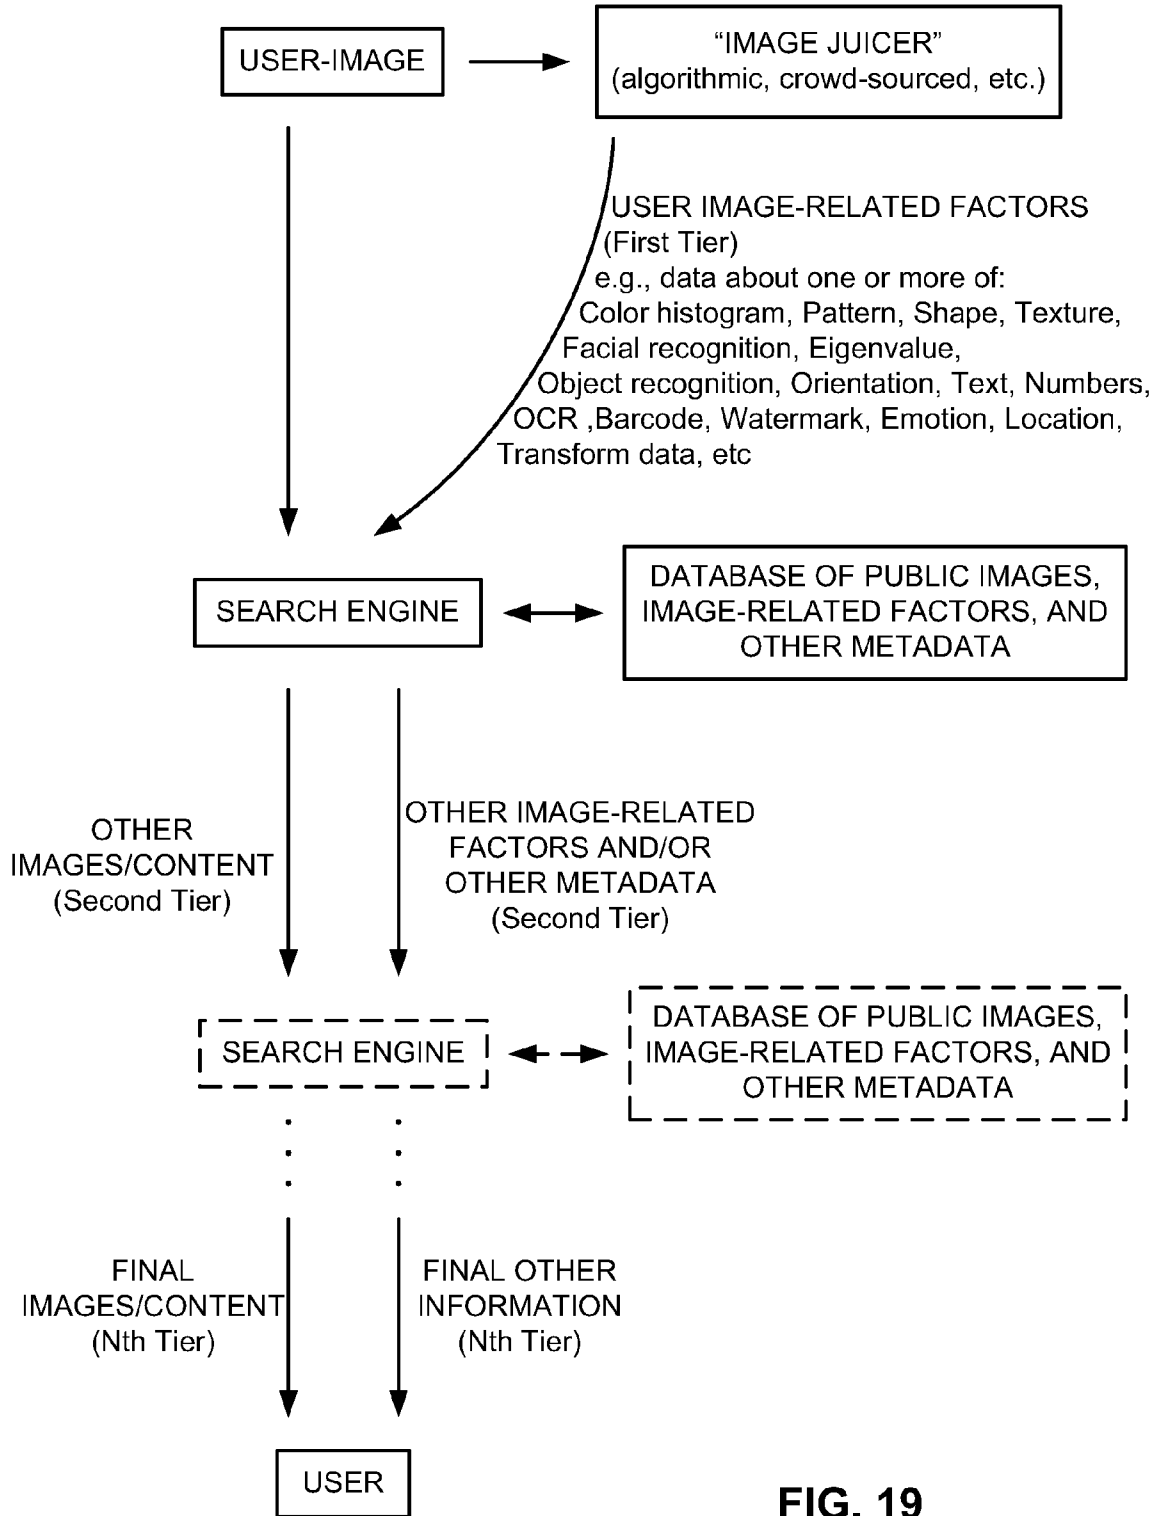 USER-IMAGE
“IMAGE JUICER”
(algorithmic, crowd-sourced, etc.)
USER IMAGE-RELATED FACTORS
(First Tier)
e.g., data about one or more of:
Color histogram, Pattern, Shape, Texture,
Facial recognition, Eigenvalue,
Object recognition, Orientation, Text, Numbers,
OCR ,Barcode, Watermark, Emotion, Location,
Transform data, etc
SEARCH ENGINE
DATABASE OF PUBLIC IMAGES,
IMAGE-RELATED FACTORS, AND
OTHER METADATA
OTHER
IMAGES/CONTENT
(Second Tier)
OTHER IMAGE-RELATED
FACTORS AND/OR
OTHER METADATA
(Second Tier)
SEARCH ENGINE
DATABASE OF PUBLIC IMAGES,
IMAGE-RELATED FACTORS, AND
OTHER METADATA
FINAL
IMAGES/CONTENT
(Nth Tier)
FINAL OTHER
INFORMATION
(Nth Tier)
USER
FIG. 19